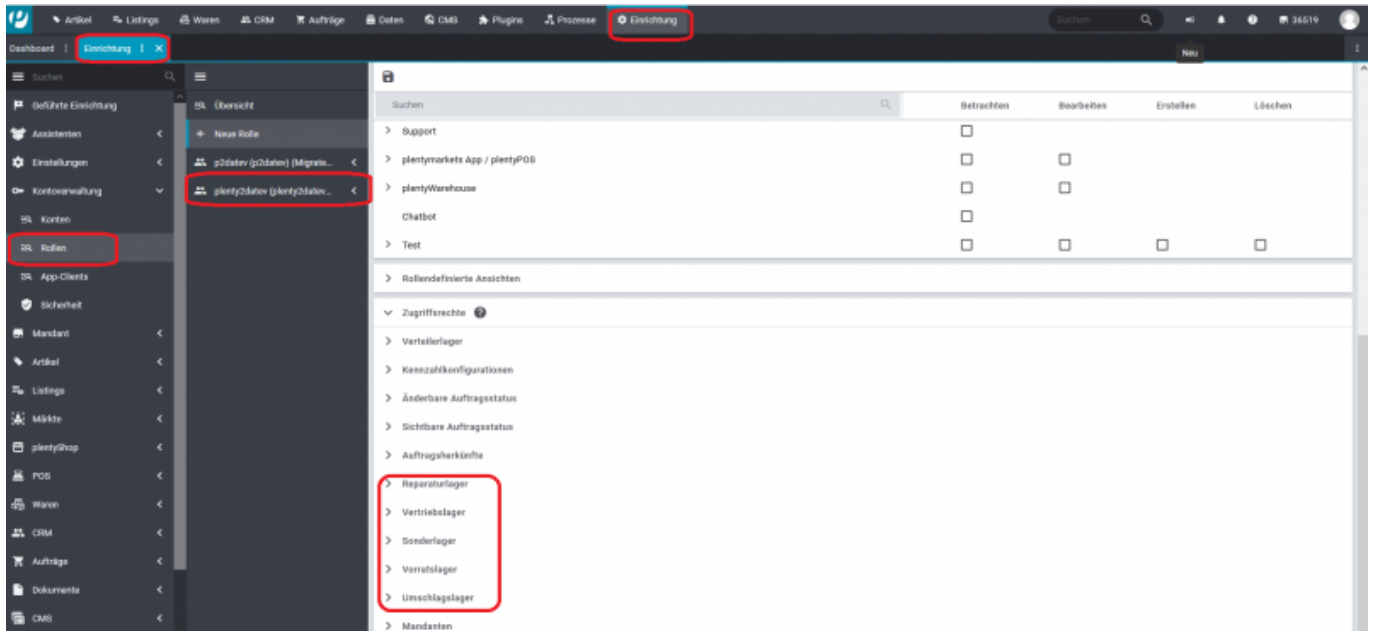 Artikel Listings Waren CRM Aufträge Daten CMS Plugins Prozesse Einrichtung Suchen 36519
Dashboard Einrichtung Neu
Suchen
Geführte Einrichtung
Assistenten
Einstellungen
Kontoverwaltung
Konten
Rollen
App-Clients
Sicherheit
Mandant
Artikel
Listings
Märkte
plentyShop
POS
Waren
CRM
Aufträge
Dokumente
CMS
Übersicht
Neue Rolle
p2datev (p2datev) (Migrate...
plenty2datev (plenty2datev...
Suchen Betrachten Bearbeiten Erstellen Löschen
Support
plentymarkets App / plentyPOS
plentyWarehouse
Chatbot
Test
Rollendefinierte Ansichten
Zugriffsrechte
Verteilerlager
Kennzahlkonfigurationen
Änderbare Auftragsstatus
Sichtbare Auftragsstatus
Auftragsherkünfte
Reparaturlager
Vertriebslager
Sonderlager
Vorratslager
Umschlagslager
Mandanten